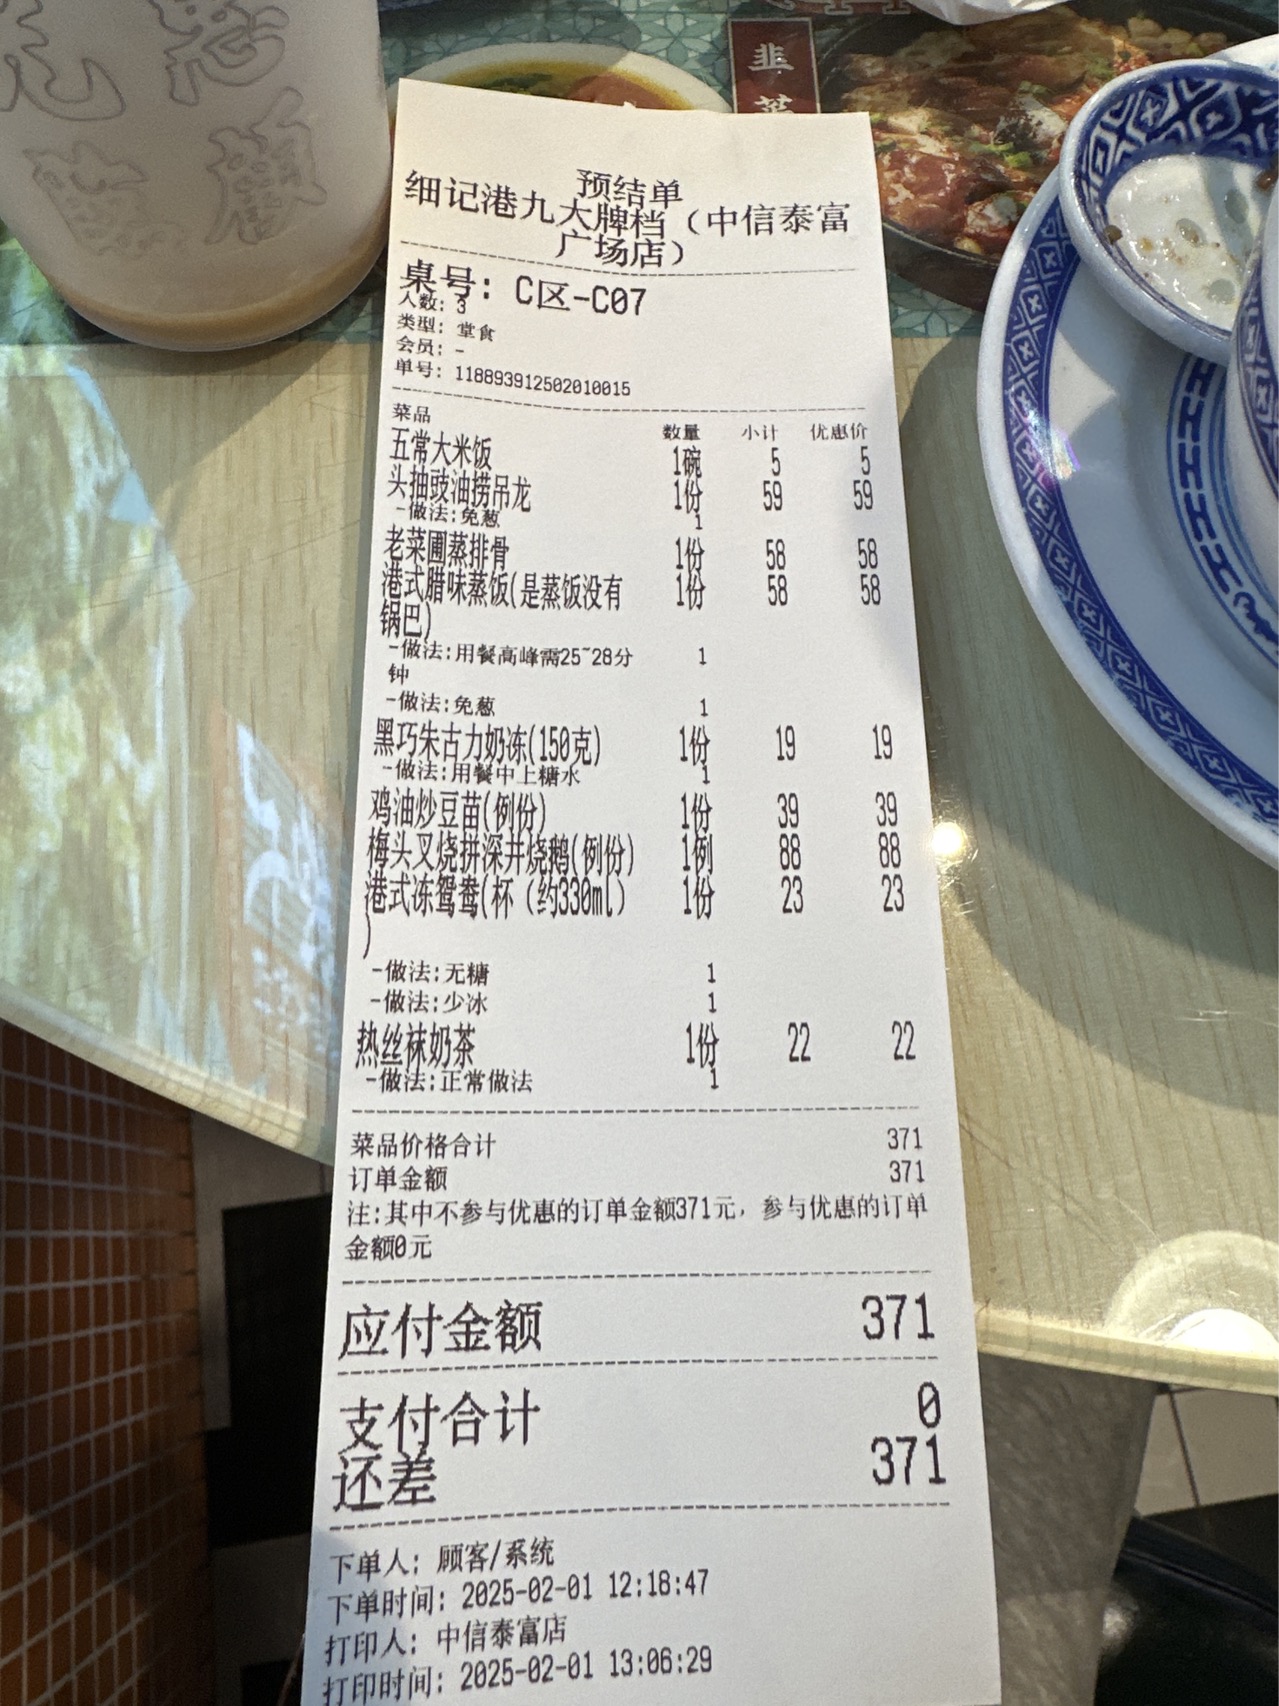 韭
菜
预结单
细记港九大牌档（中信泰富
广场店）
桌号: C区-C07
人数: 3
类型: 堂食
会员: -
单号: 118893912502010015
菜品 数量 小计 优惠价
五常大米饭 1碗 5 5
头抽豉油捞吊龙 1份 59 59
-做法:免葱 1
老菜圃蒸排骨 1份 58 58
港式腊味蒸饭(是蒸饭没有 1份 58 58
锅巴)
-做法:用餐高峰需25~28分 1
钟
-做法:免葱 1
黑巧朱古力奶冻(150克) 1份 19 19
-做法:用餐中上糖水 1
鸡油炒豆苗(例份) 1份 39 39
梅头叉烧拼深井烧鹅(例份) 1例 88 88
港式冻鸳鸯(杯（约330ml） 1份 23 23
)
-做法:无糖 1
-做法:少冰 1
热丝袜奶茶 1份 22 22
-做法:正常做法 1
菜品价格合计 371
订单金额 371
注:其中不参与优惠的订单金额371元，参与优惠的订单
金额0元
应付金额 371
支付合计 0
还差 371
下单人: 顾客/系统
下单时间: 2025-02-01 12:18:47
打印人: 中信泰富店
打印时间: 2025-02-01 13:06:29